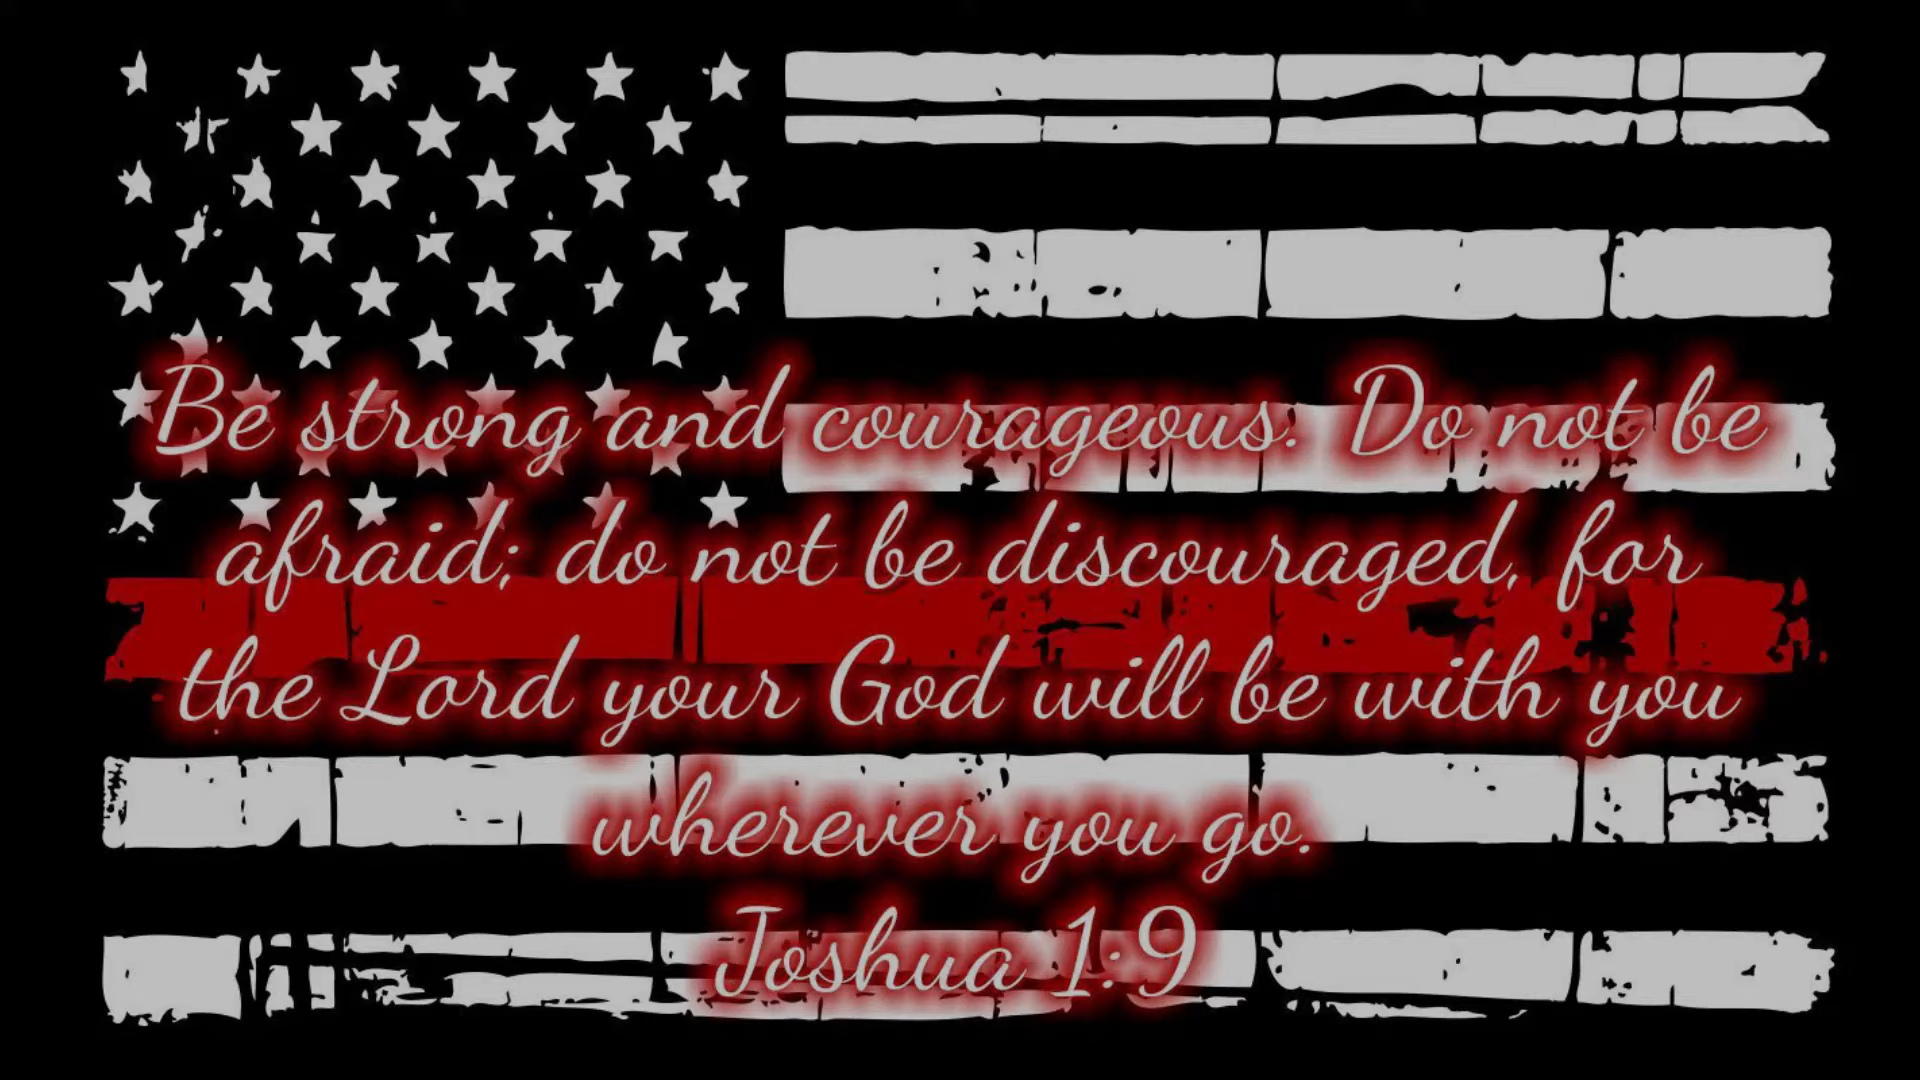 Be strong and courageous. Do not be
afraid; do not be discouraged, for
the Lord your God will be with you
wherever you go.
Joshua 1:9